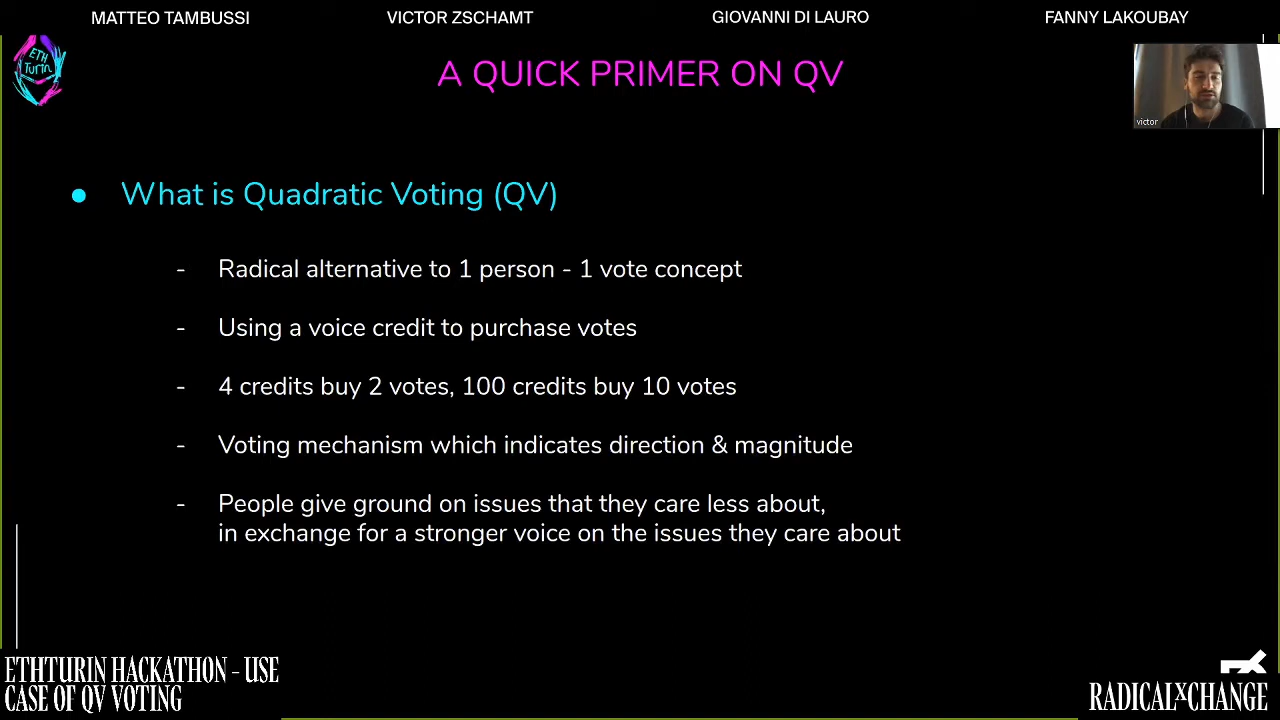 MATTEO TAMBUSSI
VICTOR ZSCHAMT
GIOVANNI DI LAURO
FANNY LAKOUBAY
ETH
Turin
A QUICK PRIMER ON QV
victor
● What is Quadratic Voting (QV)
- Radical alternative to 1 person - 1 vote concept
- Using a voice credit to purchase votes
- 4 credits buy 2 votes, 100 credits buy 10 votes
- Voting mechanism which indicates direction & magnitude
- People give ground on issues that they care less about,
in exchange for a stronger voice on the issues they care about
ETHTURIN HACKATHON - USE
CASE OF QV VOTING
RADICALxCHANGE